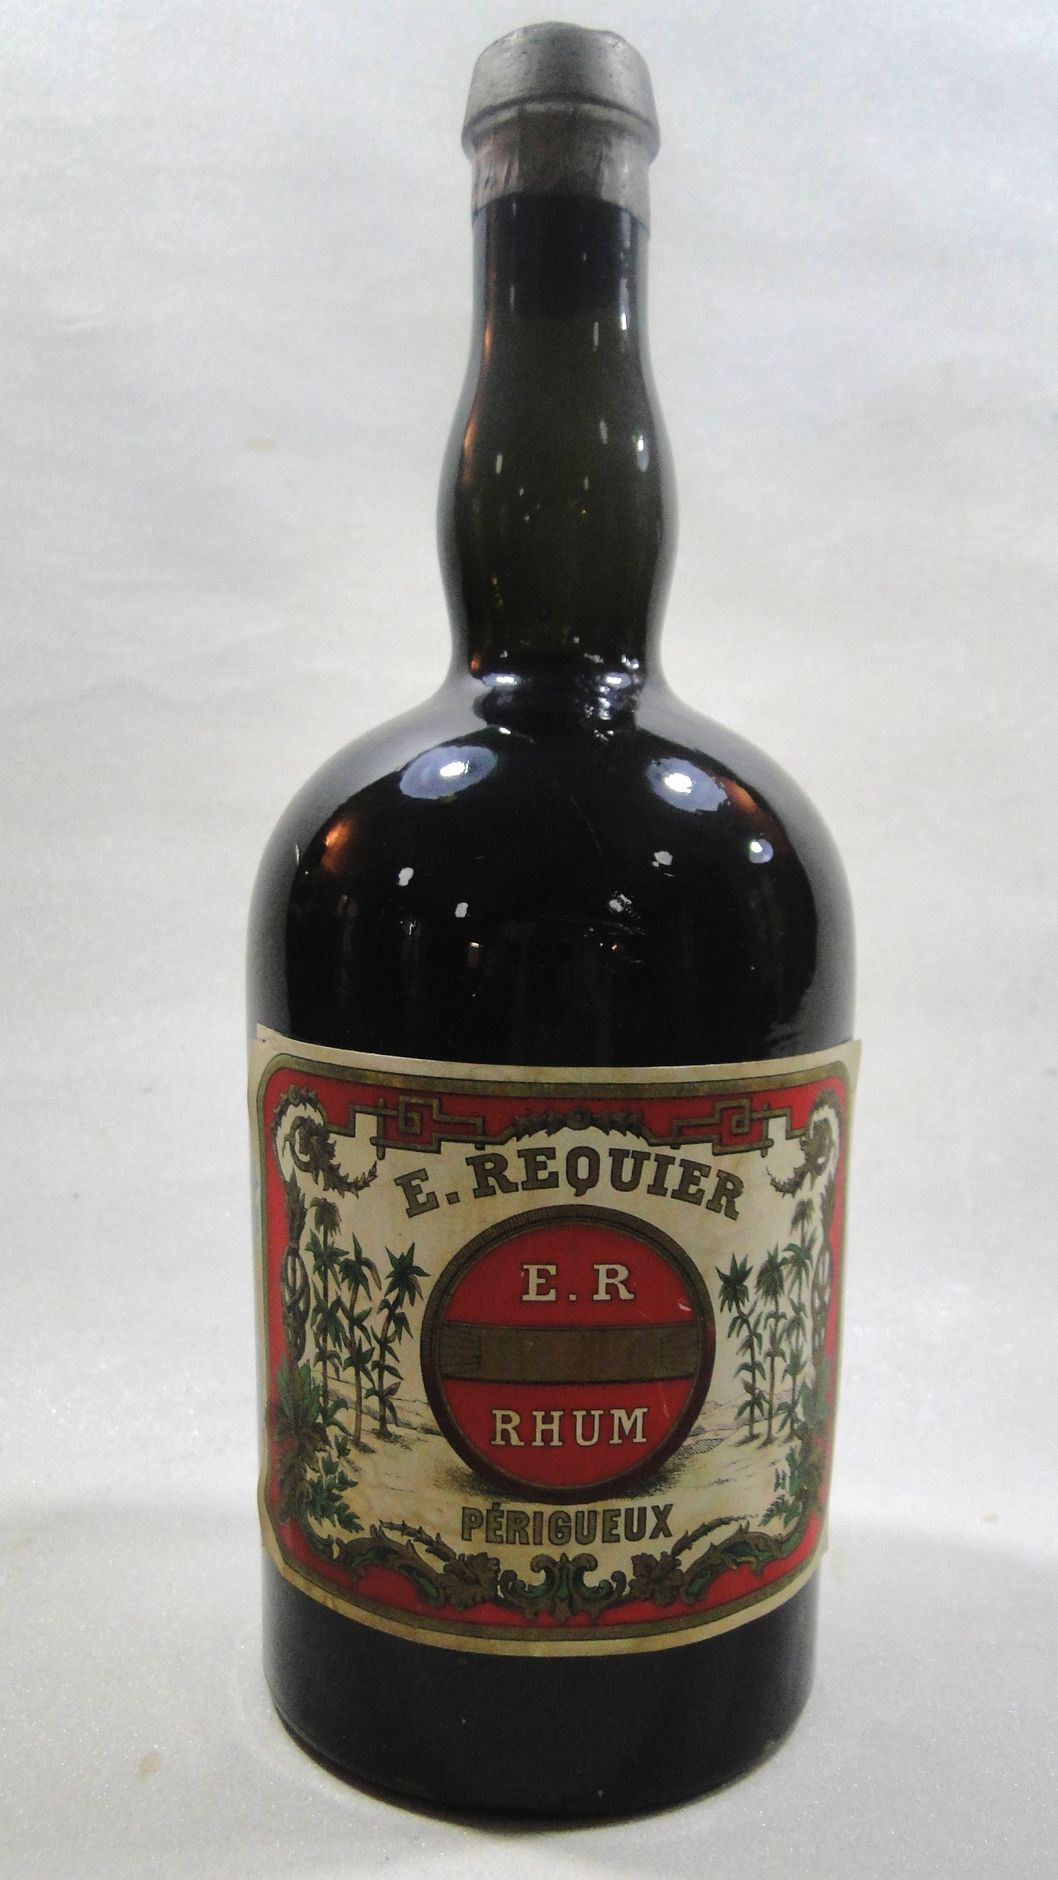 E. REQUIER
E. R
RHUM
PÉRIGUEUX